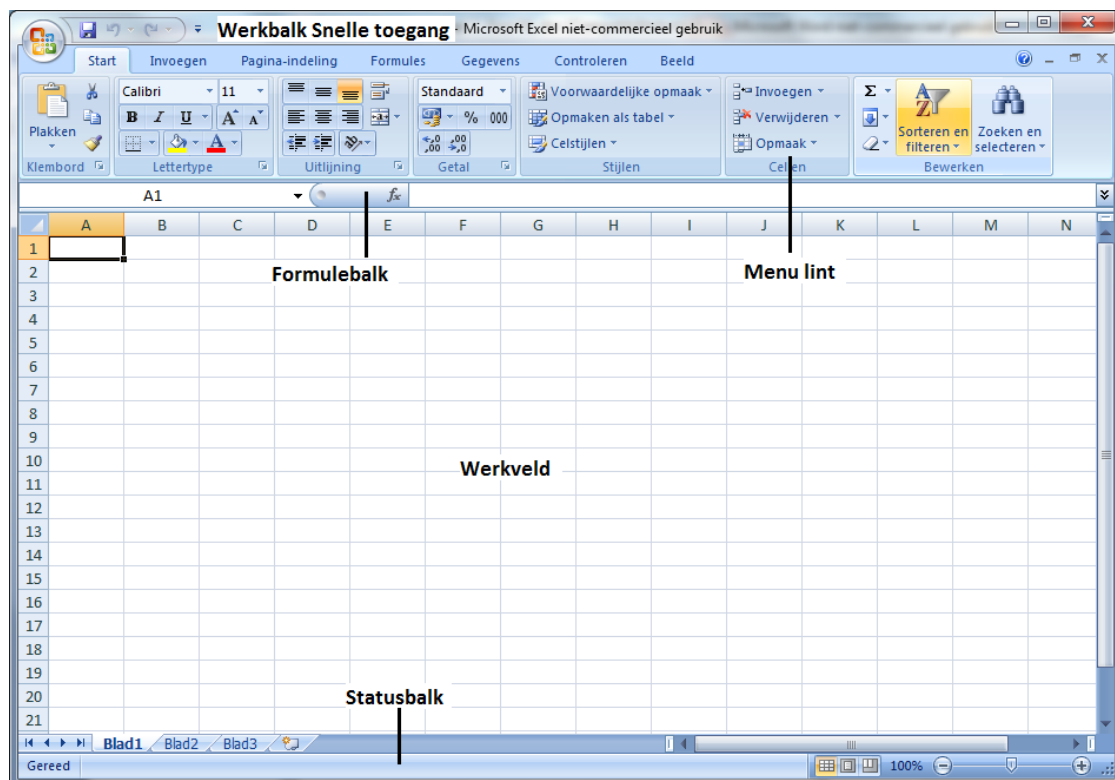 Werkbalk Snelle toegang - Microsoft Excel niet-commercieel gebruik
Start Invoegen Pagina-indeling Formules Gegevens Controleren Beeld
Plakken
Klembord
Calibri 11
B I U A A
A
Lettertype
Uitlijning
Standaard
% 000
,0 ,00 ,00 ,0
Getal
Voorwaardelijke opmaak
Opmaken als tabel
Celstijlen
Stijlen
Invoegen
Verwijderen
Opmaak
Cellen
Σ
A Z
Sorteren en
filteren
Zoeken en
selecteren
Bewerken
A1 fx
A B C D E F G H I J K L M N
1
2
Formulebalk Menu lint
3
4
5
6
7
8
9
10
Werkveld
11
12
13
14
15
16
17
18
19
20
Statusbalk
21
Blad1 Blad2 Blad3
Gereed 100%